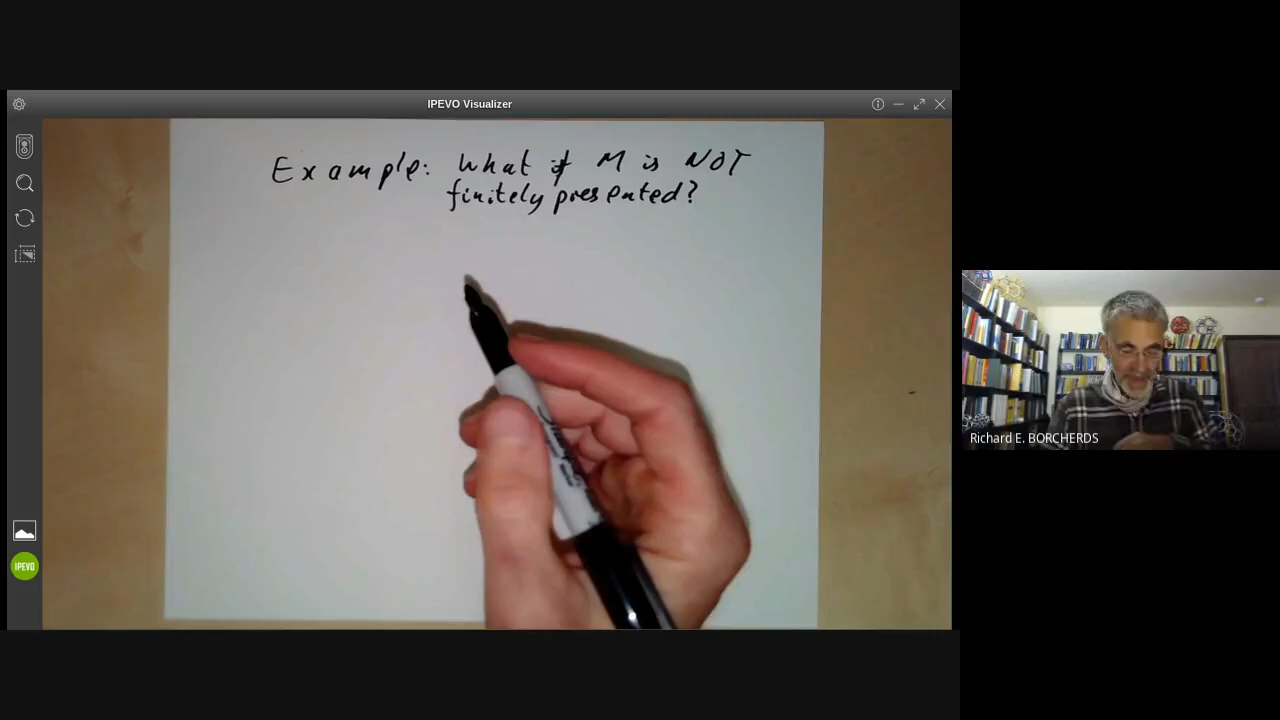 IPEVO Visualizer
Example: What if M is NOT
finitely presented?
IPEVO
Richard E. BORCHERDS